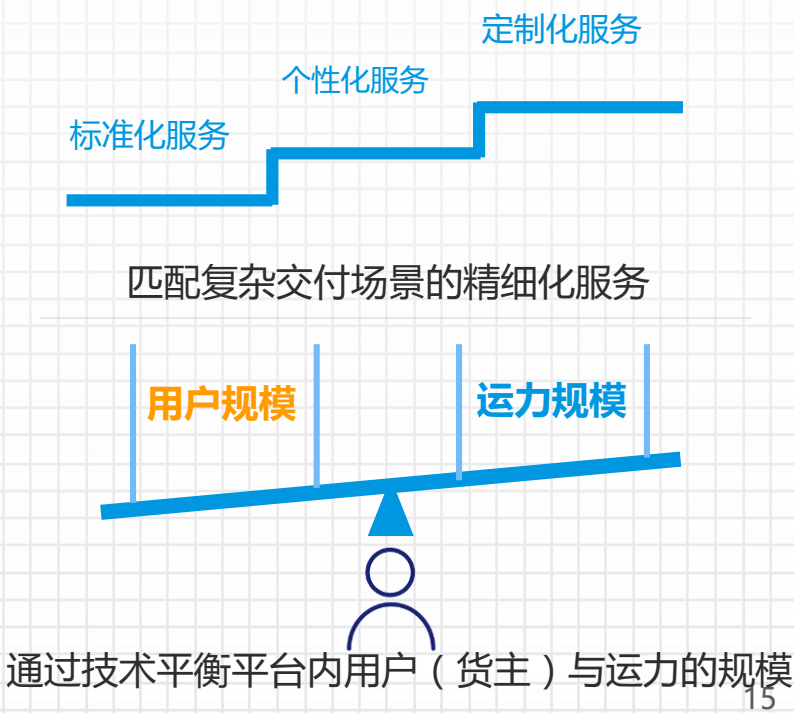 定制化服务
个性化服务
标准化服务
匹配复杂交付场景的精细化服务
用户规模
运力规模
通过技术平衡平台内用户（货主）与运力的规模
15